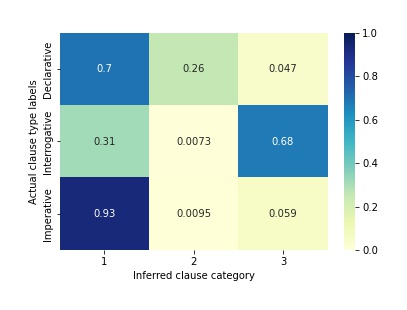 1.0
Declarative
0.7 0.26 0.047
0.8
Actual clause type labels
Interrogative
0.31 0.0073 0.68
0.6
0.4
Imperative
0.93 0.0095 0.059
0.2
0.0
1 2 3
Inferred clause category